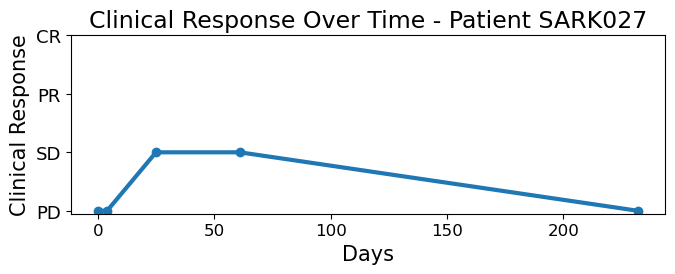 Clinical Response Over Time - Patient SARK027
Clinical Response
CR
PR
SD
PD
0 50 100 150 200
Days